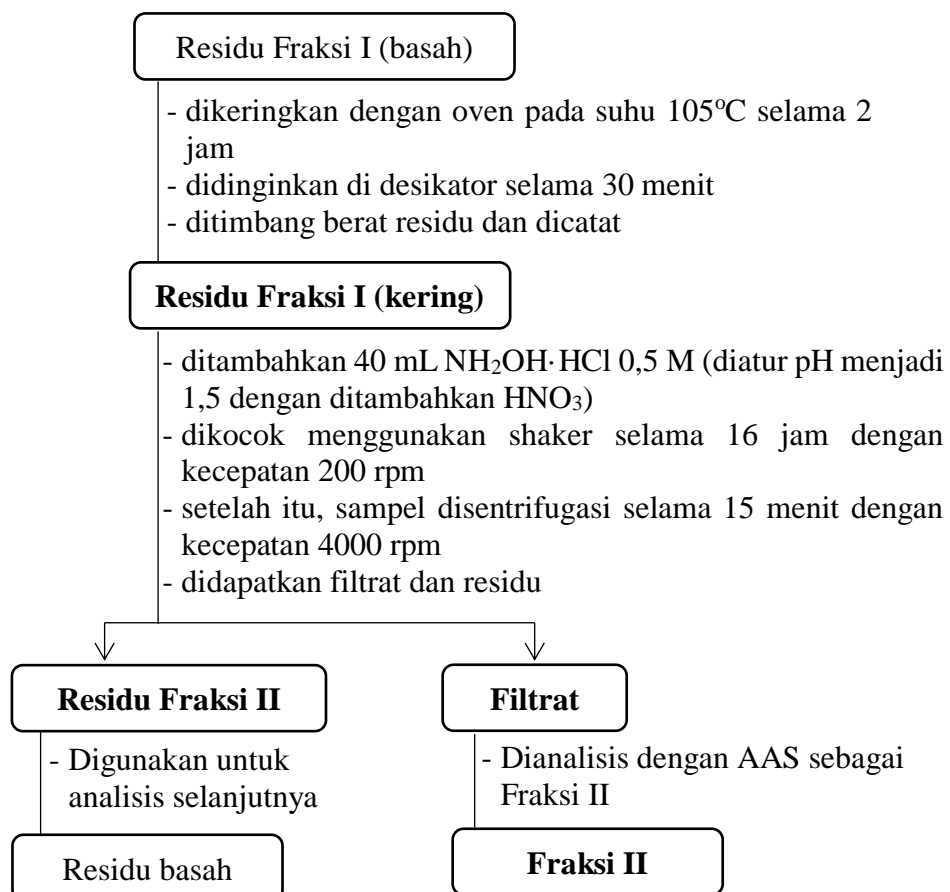 Residu Fraksi I (basah)
- dikeringkan dengan oven pada suhu 105°C selama 2
jam
- didinginkan di desikator selama 30 menit
- ditimbang berat residu dan dicatat
Residu Fraksi I (kering)
- ditambahkan 40 mL NH₂OH·HCl 0,5 M (diatur pH menjadi
1,5 dengan ditambahkan HNO₃)
- dikocok menggunakan shaker selama 16 jam dengan
kecepatan 200 rpm
- setelah itu, sampel disentrifugasi selama 15 menit dengan
kecepatan 4000 rpm
- didapatkan filtrat dan residu
Residu Fraksi II
- Digunakan untuk
analisis selanjutnya
Residu basah
Filtrat
- Dianalisis dengan AAS sebagai
Fraksi II
Fraksi II